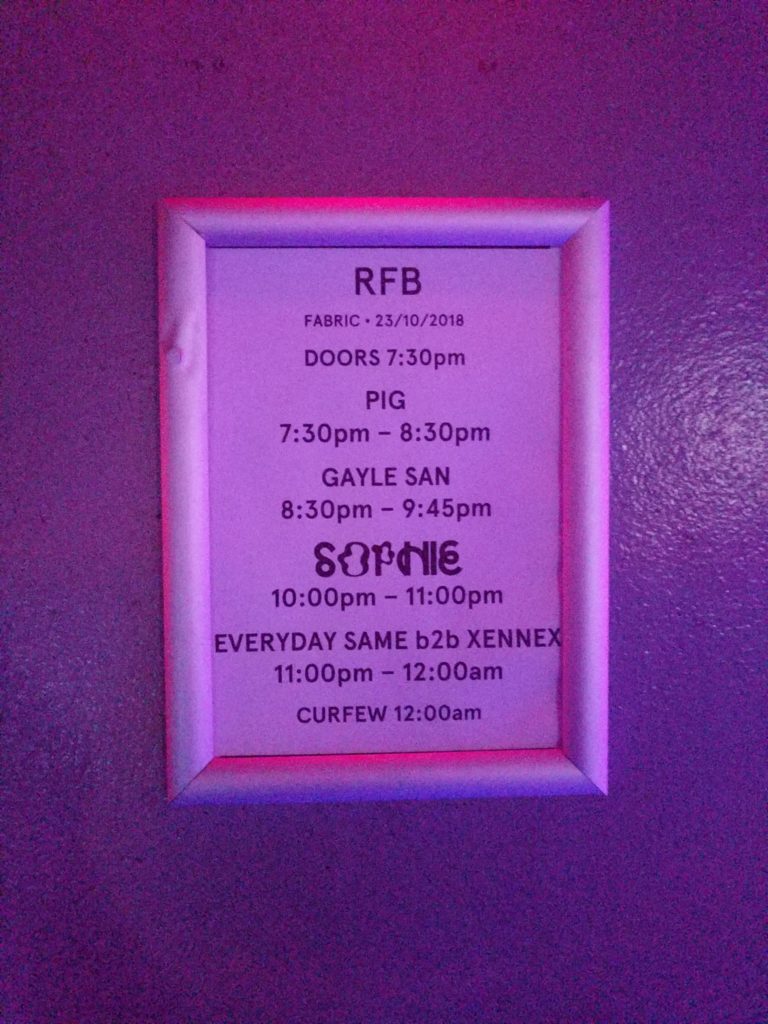 RFB
FABRIC • 23/10/2018
DOORS 7:30pm
PIG
7:30pm – 8:30pm
GAYLE SAN
8:30pm – 9:45pm
SOPHIE
10:00pm – 11:00pm
EVERYDAY SAME b2b XENNEX
11:00pm – 12:00am
CURFEW 12:00am